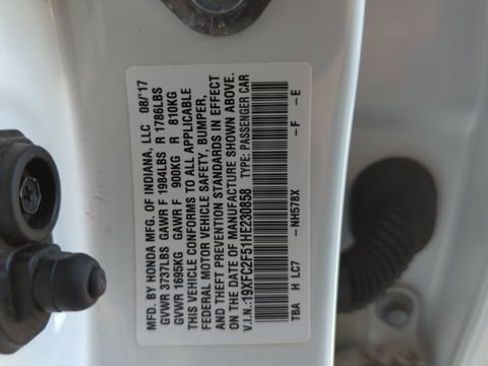 MFD. BY HONDA MFG. OF INDIANA, LLC 08/'17
GVWR 3737LBS GAWR F 1984LBS R 1786LBS
GVWR 1695KG GAWR F 900KG R 810KG
THIS VEHICLE CONFORMS TO ALL APPLICABLE
FEDERAL MOTOR VEHICLE SAFETY, BUMPER,
AND THEFT PREVENTION STANDARDS IN EFFECT
ON THE DATE OF MANUFACTURE SHOWN ABOVE.
V.I.N.:19XFC2F51HE230858 TYPE: PASSENGER CAR
TBA H LC7 -NH578X -F -E